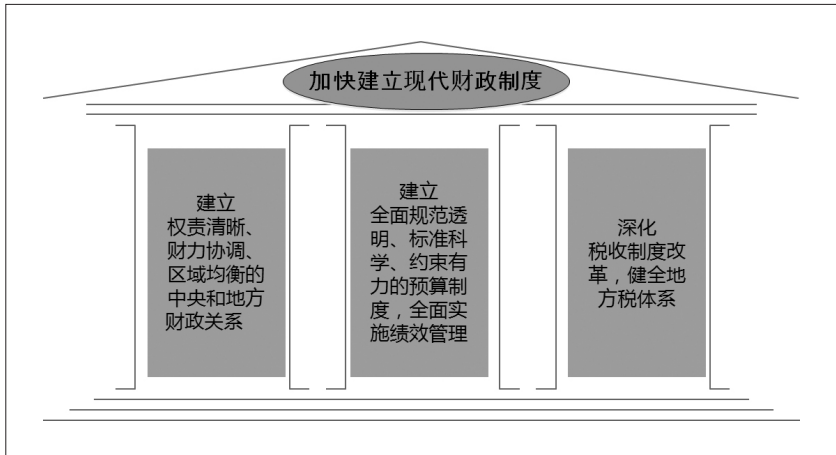 加快建立现代财政制度
建立
权责清晰、
财力协调、
区域均衡的
中央和地方
财政关系
建立
全面规范透
明、标准科
学、约束有
力的预算制
度，全面实
施绩效管理
深化
税收制度改
革，健全地
方税体系